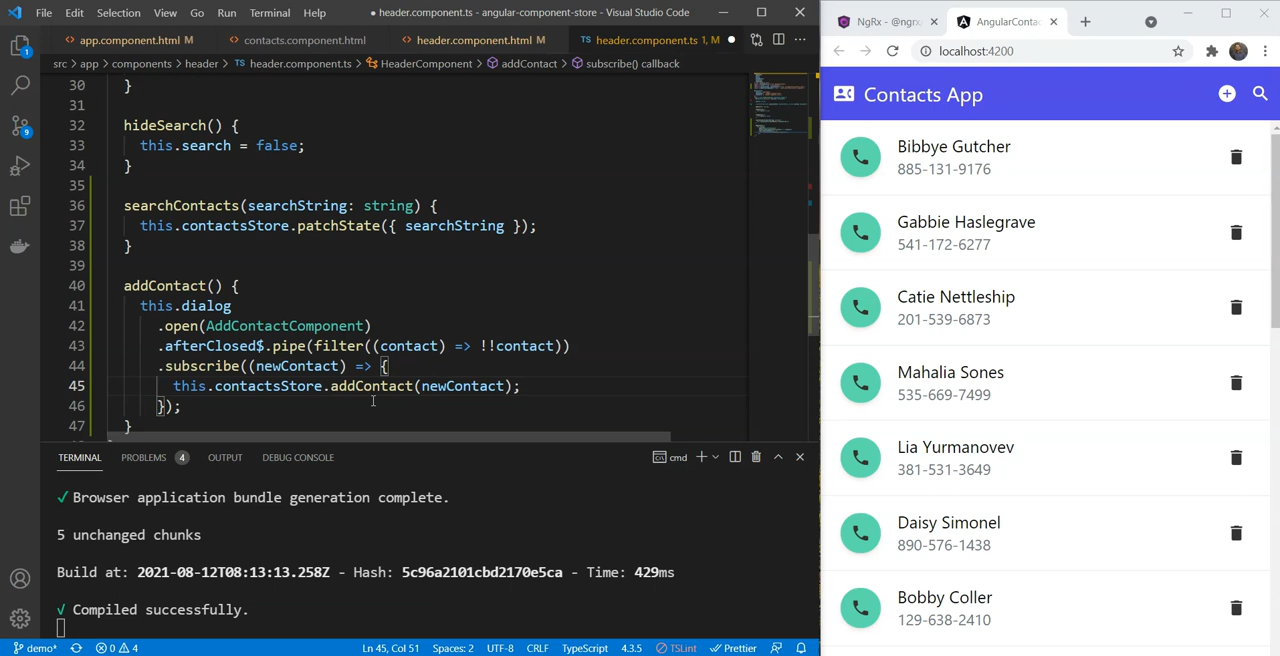 File Edit Selection View Go Run Terminal Help ● header.component.ts - angular-component-store - Visual Studio Code
app.component.html M contacts.component.html header.component.html M TS header.component.ts 1, M
src > app > components > header > TS header.component.ts > HeaderComponent > addContact > subscribe() callback
30 }
31
32 hideSearch() {
33 this.search = false;
34 }
35
36 searchContacts(searchString: string) {
37 this.contactsStore.patchState({ searchString });
38 }
39
40 addContact() {
41 this.dialog
42 .open(AddContactComponent)
43 .afterClosed$.pipe(filter((contact) => !!contact))
44 .subscribe((newContact) => {
45 this.contactsStore.addContact(newContact);
46 });
47 }
TERMINAL PROBLEMS 4 OUTPUT DEBUG CONSOLE cmd
√ Browser application bundle generation complete.
5 unchanged chunks
Build at: 2021-08-12T08:13:13.258Z - Hash: 5c96a2101cbd2170e5ca - Time: 429ms
√ Compiled successfully.
1
9
demo* 0 4 Ln 45, Col 51 Spaces: 2 UTF-8 CRLF TypeScript 4.3.5 TSLint Prettier
NgRx - @ngrx AngularConta
localhost:4200
Contacts App
Bibbye Gutcher
885-131-9176
Gabbie Haslegrave
541-172-6277
Catie Nettleship
201-539-6873
Mahalia Sones
535-669-7499
Lia Yurmanovev
381-531-3649
Daisy Simonel
890-576-1438
Bobby Coller
129-638-2410